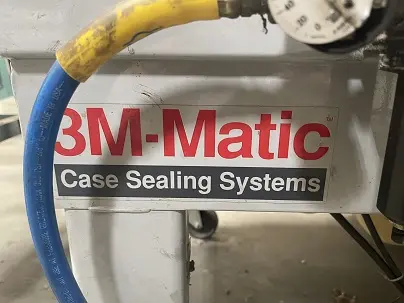 3M-Matic
Case Sealing Systems